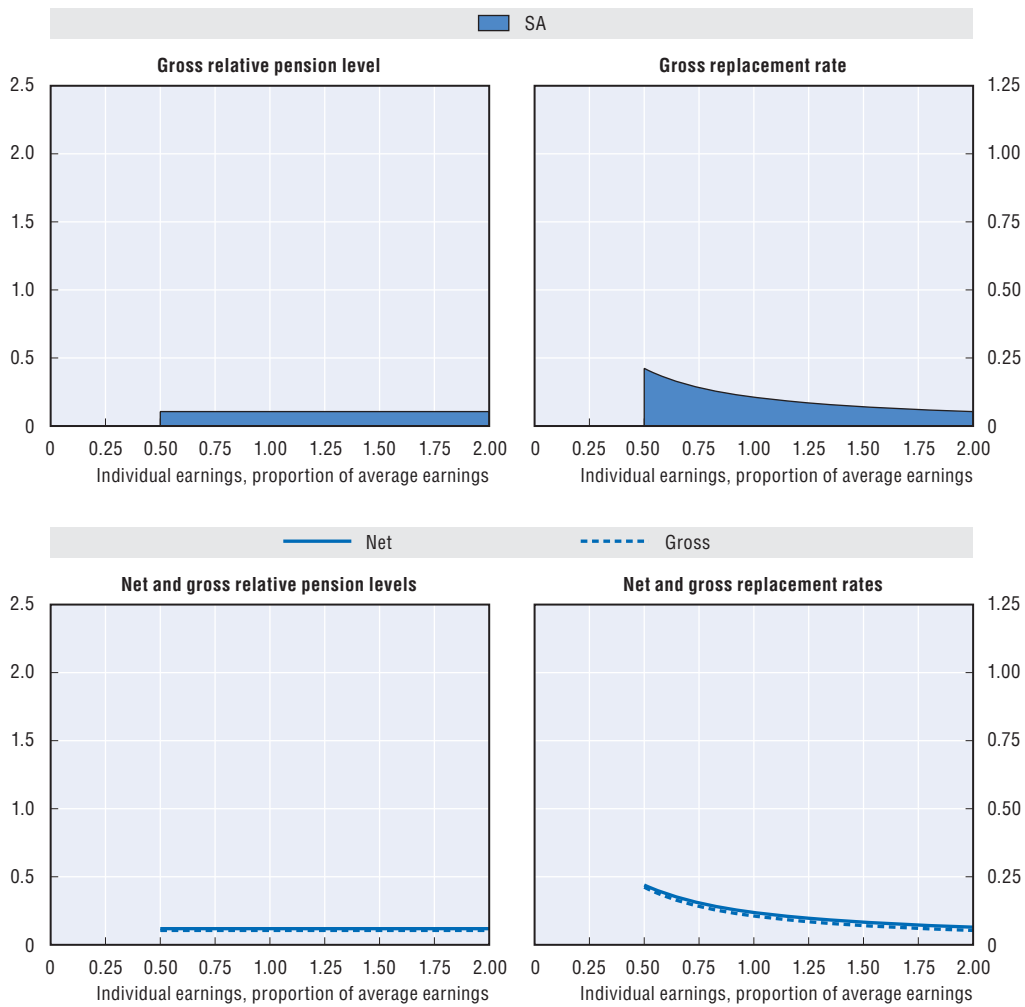 SA
Gross relative pension level
2.5
2.0
1.5
1.0
0.5
0
0 0.25 0.50 0.75 1.00 1.25 1.50 1.75 2.00
Individual earnings, proportion of average earnings
Gross replacement rate
1.25
1.00
0.75
0.50
0.25
0
0 0.25 0.50 0.75 1.00 1.25 1.50 1.75 2.00
Individual earnings, proportion of average earnings
Net Gross
Net and gross relative pension levels
2.5
2.0
1.5
1.0
0.5
0
0 0.25 0.50 0.75 1.00 1.25 1.50 1.75 2.00
Individual earnings, proportion of average earnings
Net and gross replacement rates
1.25
1.00
0.75
0.50
0.25
0
0 0.25 0.50 0.75 1.00 1.25 1.50 1.75 2.00
Individual earnings, proportion of average earnings